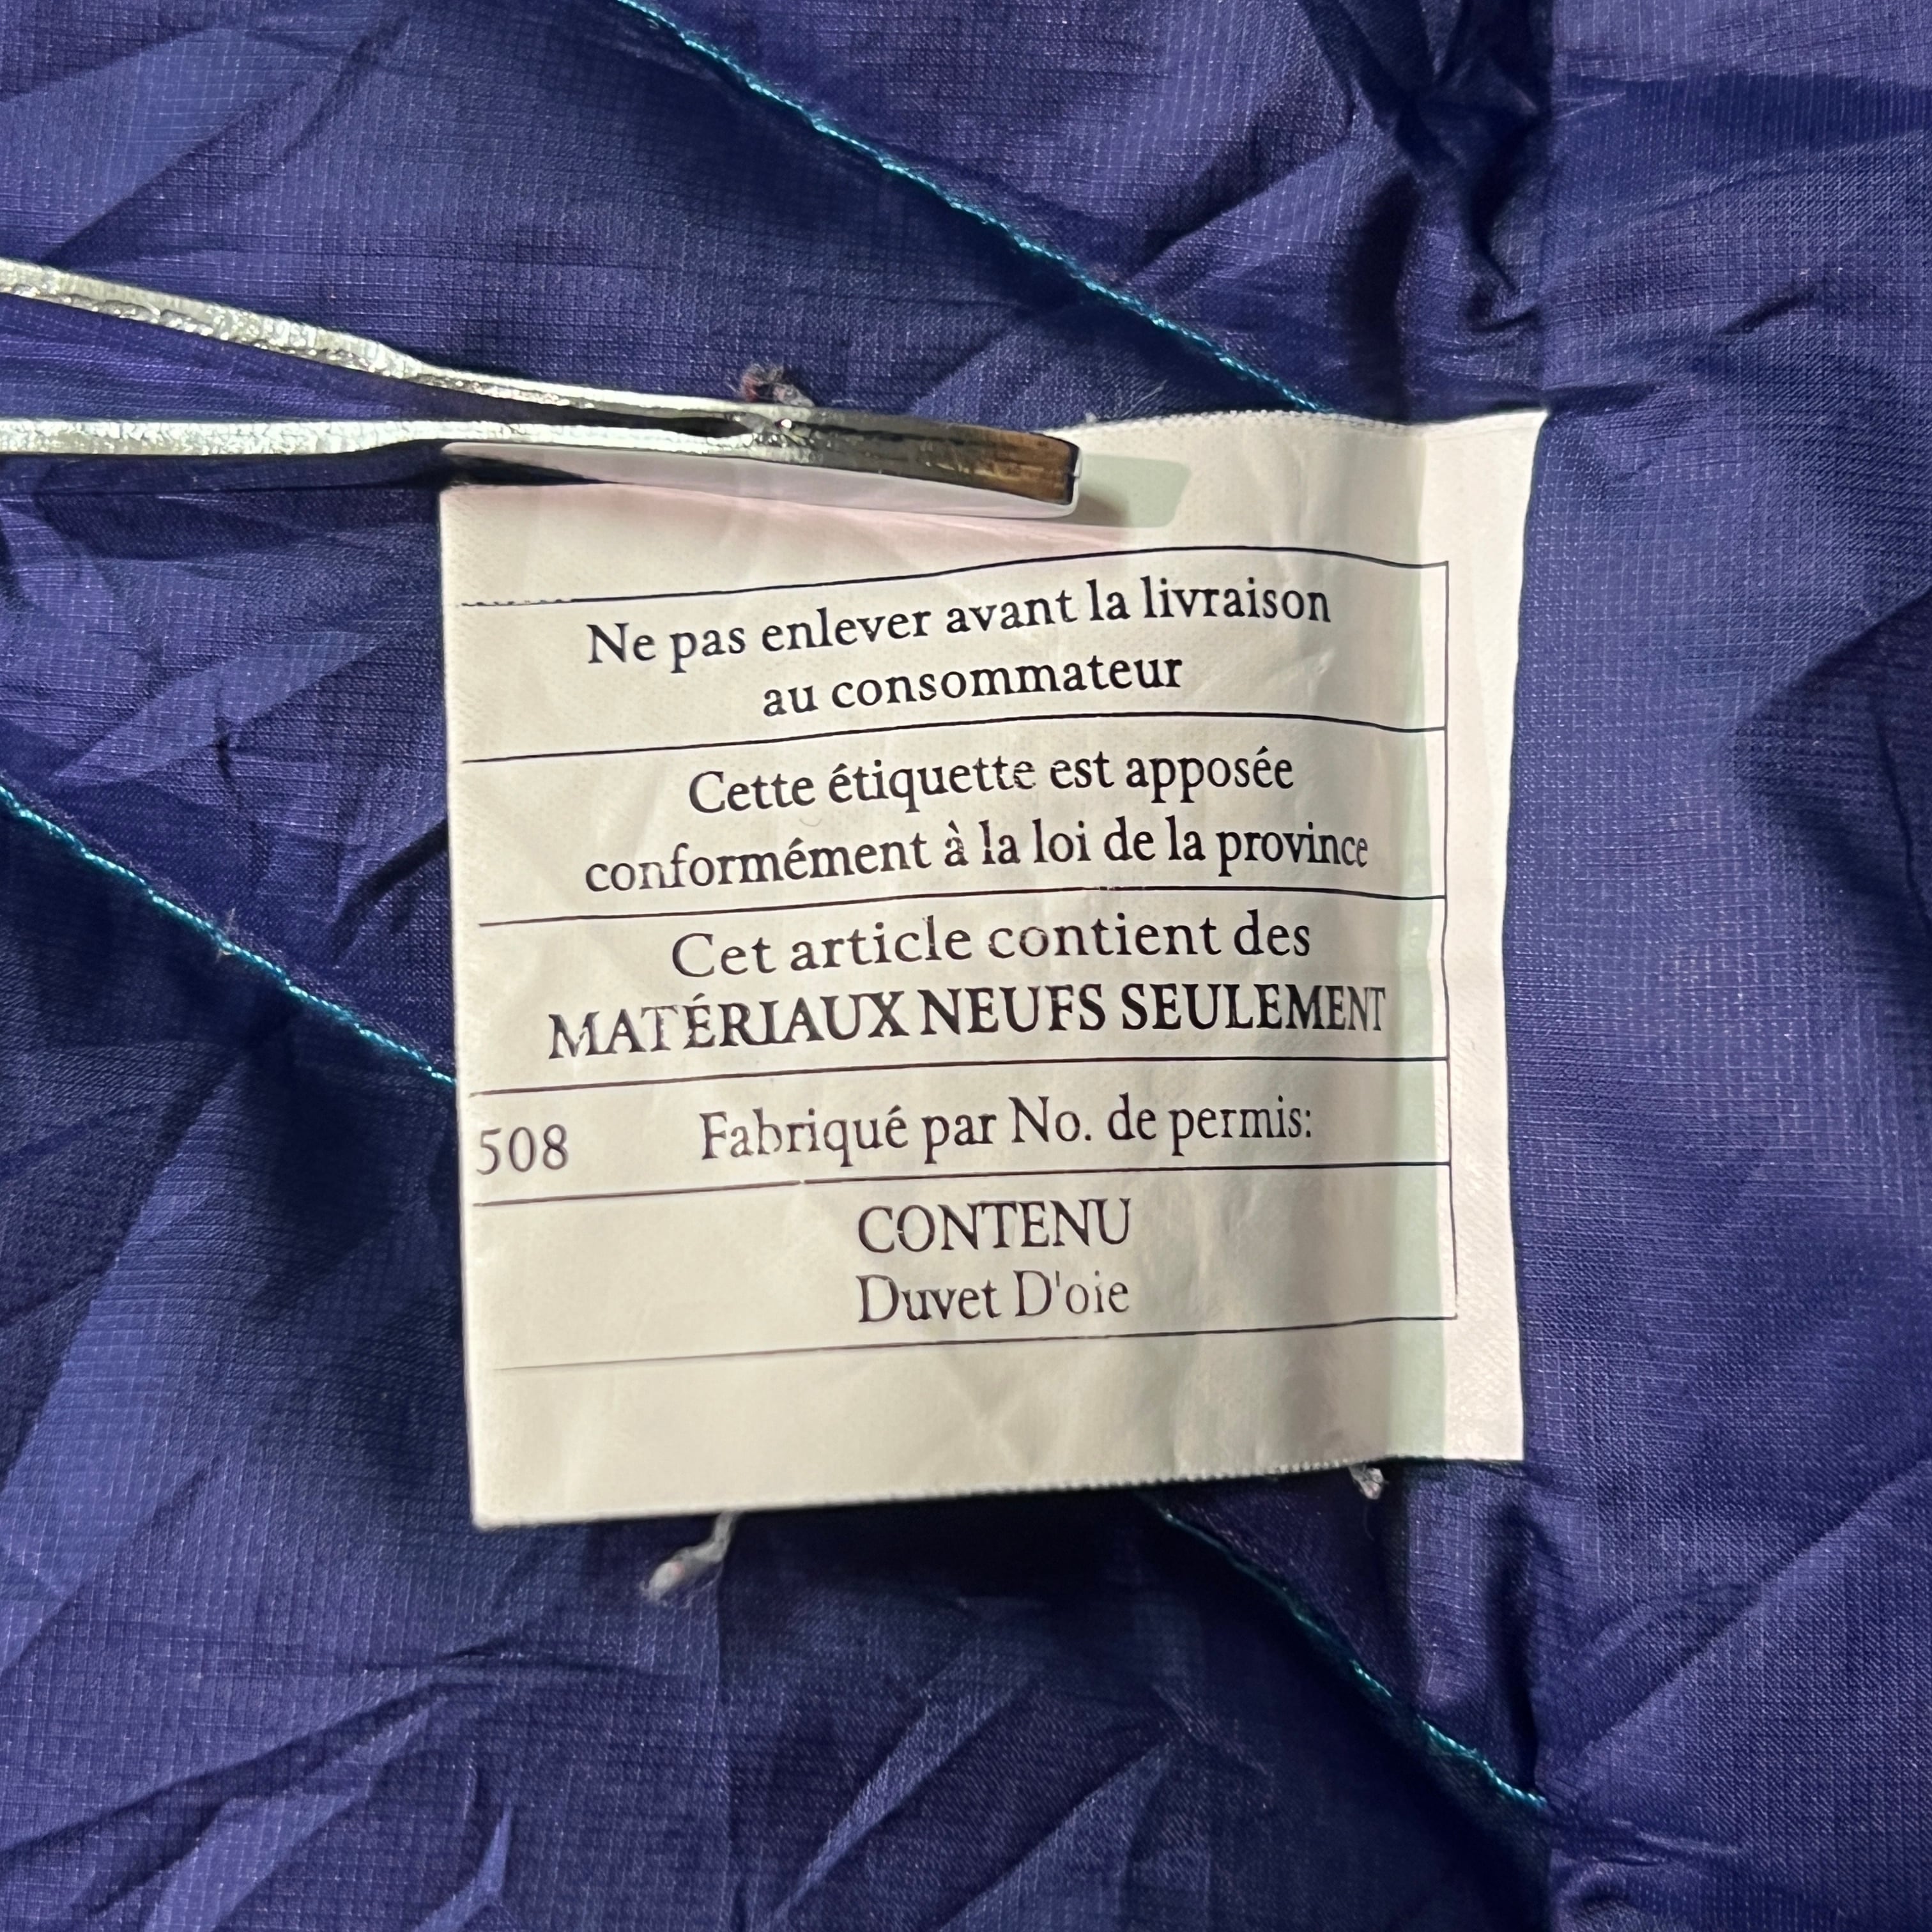 Ne pas enlever avant la livraison
au consommateur
Cette étiquette est apposée
conformément à la loi de la province
Cet article contient des
MATÉRIAUX NEUFS SEULEMENT
508 Fabriqué par No. de permis:
CONTENU
Duvet D'oie